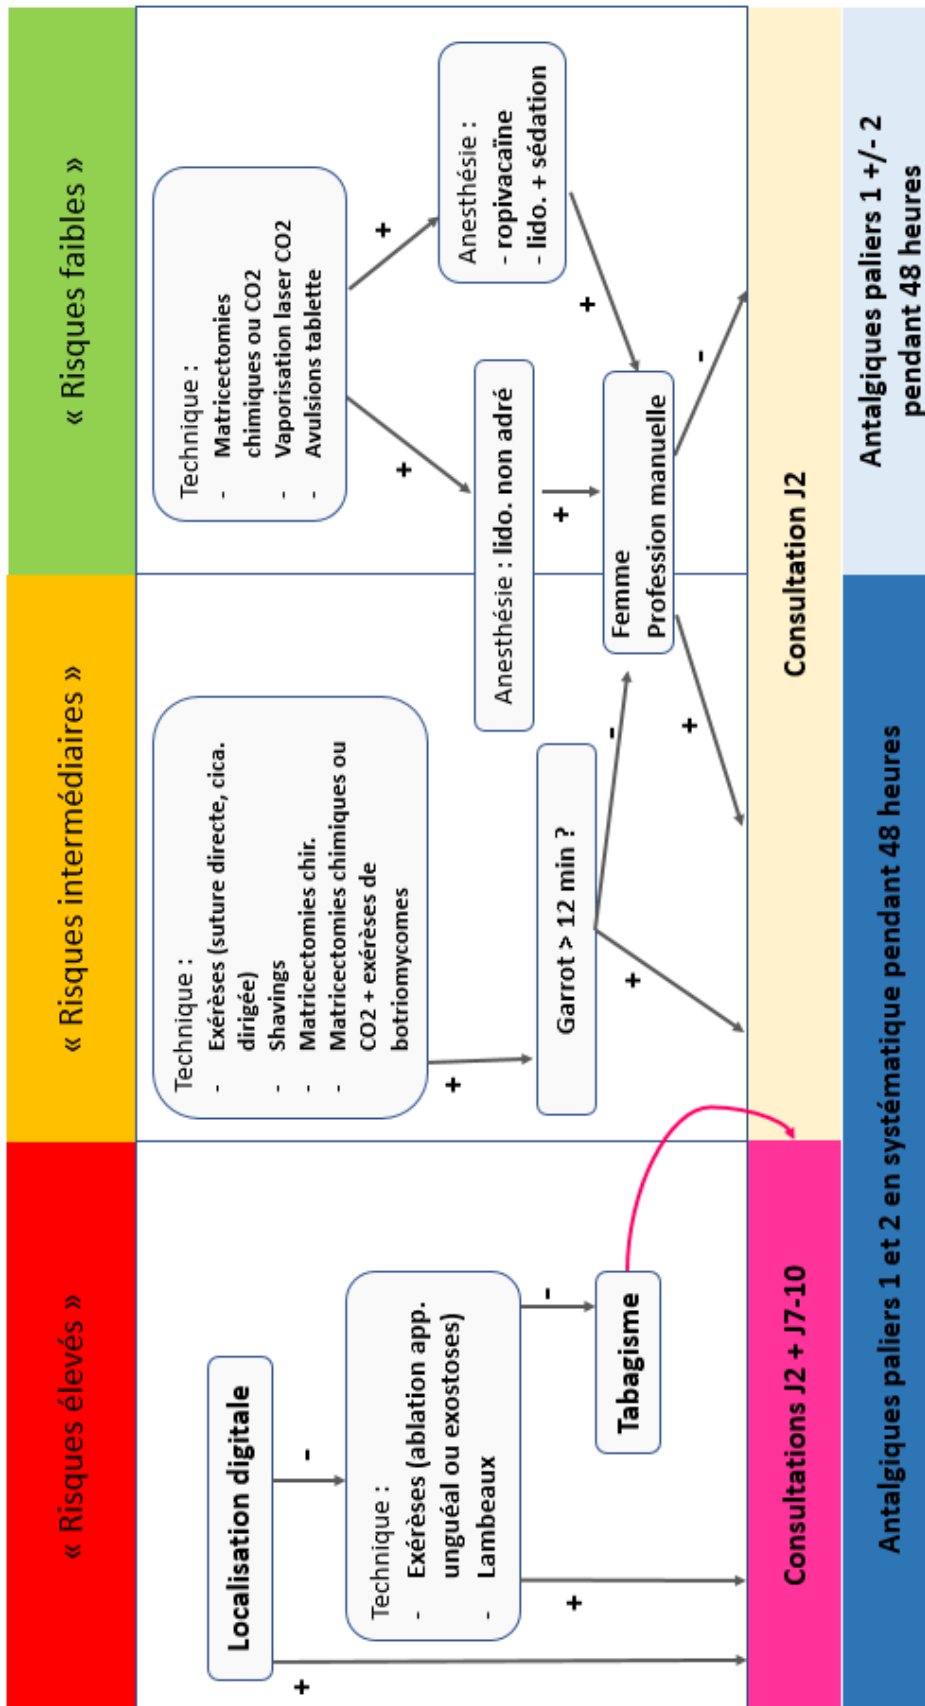 « Risques élevés »
« Risques intermédiaires »
« Risques faibles »
Localisation digitale
+
-
Technique :
- Exérèses (ablation app.
unguéal ou exostoses)
- Lambeaux
+
-
Tabagisme
Technique :
- Exérèses (suture directe, cica.
dirigée)
- Shavings
- Matricectomies chir.
- Matricectomies chimiques ou
CO2 + exérèses de
botriomycomes
+
Garrot > 12 min ?
+
-
Technique :
- Matricectomies
chimiques ou CO2
- Vaporisation laser CO2
- Avulsions tablette
+
+
Anesthésie : lido. non adré
+
Anesthésie :
- ropivacaïne
- lido. + sédation
+
Femme
Profession manuelle
+
-
Consultations J2 + J7-10
Consultation J2
Antalgiques paliers 1 et 2 en systématique pendant 48 heures
Antalgiques paliers 1 +/- 2
pendant 48 heures